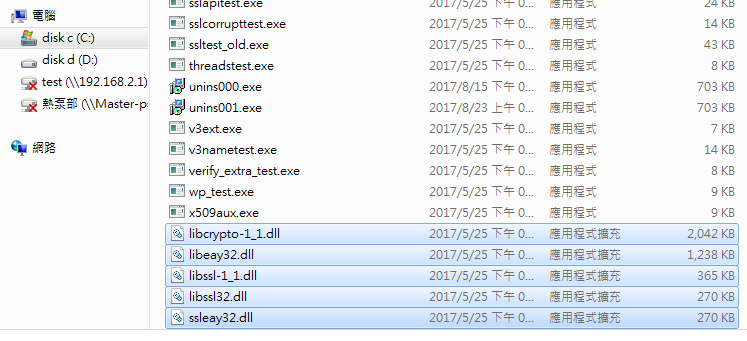 電腦
disk c (C:)
disk d (D:)
test (\\192.168.2.1)
熱泵部 (\\Master-p
網路
sslapitest.exe 2017/5/25 下午 0... 應用程式 24 KB
sslcorrupttest.exe 2017/5/25 下午 0... 應用程式 14 KB
ssltest_old.exe 2017/5/25 下午 0... 應用程式 43 KB
threadstest.exe 2017/5/25 下午 0... 應用程式 8 KB
unins000.exe 2017/8/15 下午 0... 應用程式 703 KB
unins001.exe 2017/8/23 上午 0... 應用程式 703 KB
v3ext.exe 2017/5/25 下午 0... 應用程式 7 KB
v3nametest.exe 2017/5/25 下午 0... 應用程式 14 KB
verify_extra_test.exe 2017/5/25 下午 0... 應用程式 8 KB
wp_test.exe 2017/5/25 下午 0... 應用程式 9 KB
x509aux.exe 2017/5/25 下午 0... 應用程式 9 KB
libcrypto-1_1.dll 2017/5/25 下午 0... 應用程式擴充 2,042 KB
libeay32.dll 2017/5/25 下午 0... 應用程式擴充 1,238 KB
libssl-1_1.dll 2017/5/25 下午 0... 應用程式擴充 365 KB
libssl32.dll 2017/5/25 下午 0... 應用程式擴充 270 KB
ssleay32.dll 2017/5/25 下午 0... 應用程式擴充 270 KB